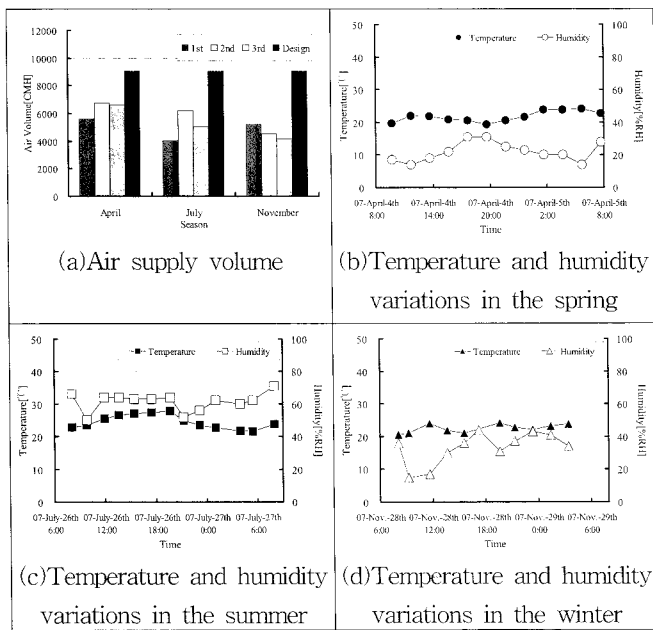 1st 2nd 3rd Design
Air Volume[CMH]
12000
10000
8000
6000
4000
2000
0
April July November
Season
(a)Air supply volume
Temperature Humidity
Temperature[℃]
50
40
30
20
10
0
Humidity[%RH]
100
80
60
40
20
0
07-April-4th 07-April-4th 07-April-4th 07-April-5th 07-April-5th
8:00 14:00 20:00 2:00 8:00
Time
(b)Temperature and humidity
variations in the spring
Temperature Humidity
Temperature[℃]
50
40
30
20
10
0
Humidity[%RH]
100
80
60
40
20
0
07-July-26th 07-July-26th 07-July-26th 07-July-27th 07-July-27th
6:00 12:00 18:00 0:00 6:00
Time
(c)Temperature and humidity
variations in the summer
Temperature Humidity
Temperature[℃]
50
40
30
20
10
0
Humidity[%RH]
100
80
60
40
20
0
07-Nov.-28th 07-Nov.-28th 07-Nov.-28th 07-Nov.-29th 07-Nov.-29th
6:00 12:00 18:00 0:00 6:00
Time
(d)Temperature and humidity
variations in the winter